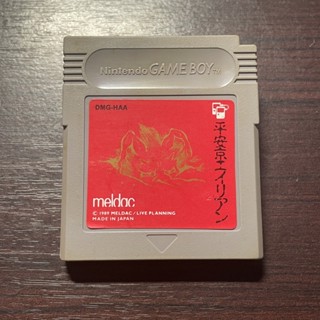 Nintendo GAME BOY
DMG-HAA
平安京エイリアン
meldac
© 1989 MELDAC / LIVE PLANNING
MADE IN JAPAN